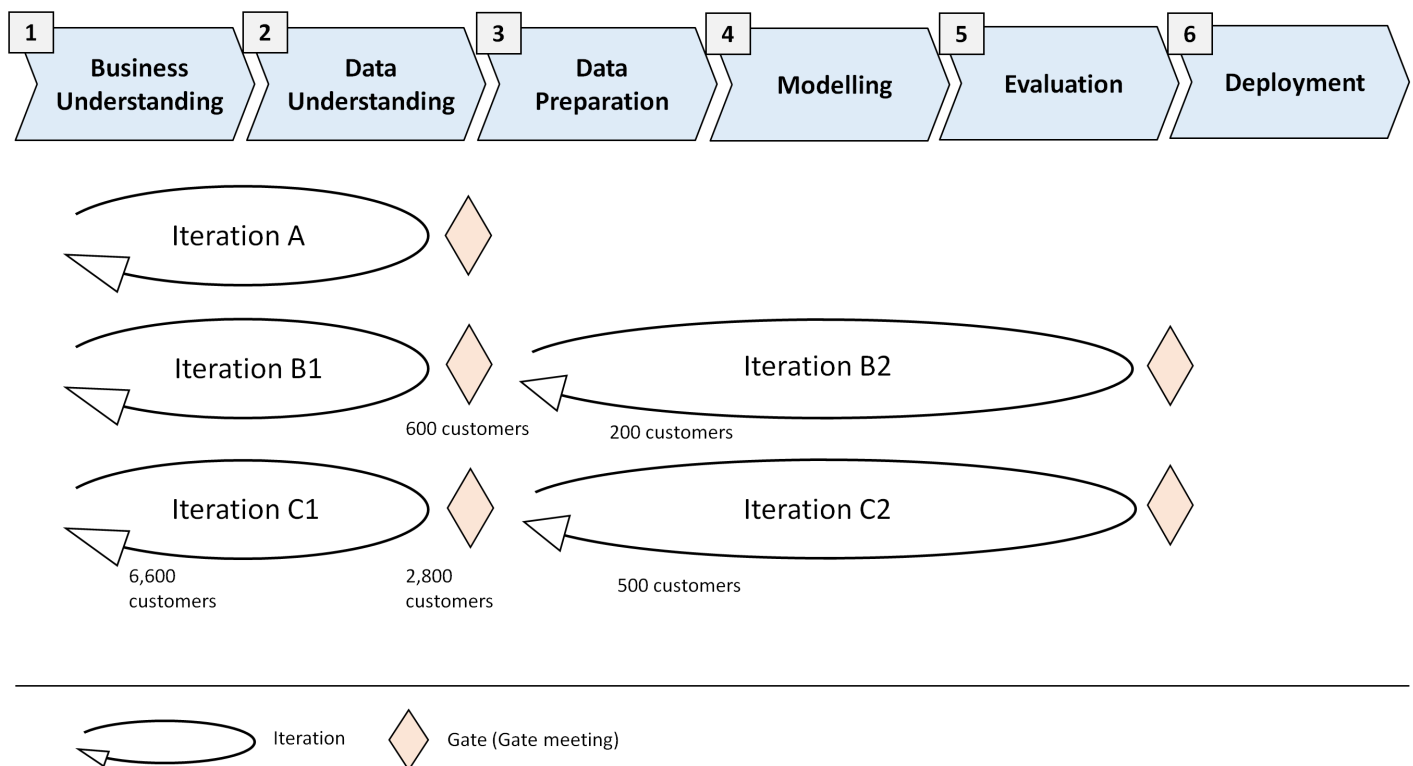 1
Business
Understanding
2
Data
Understanding
3
Data
Preparation
4
Modelling
5
Evaluation
6
Deployment
Iteration A
Iteration B1
Iteration B2
600 customers
200 customers
Iteration C1
Iteration C2
6,600
customers
2,800
customers
500 customers
Iteration
Gate (Gate meeting)